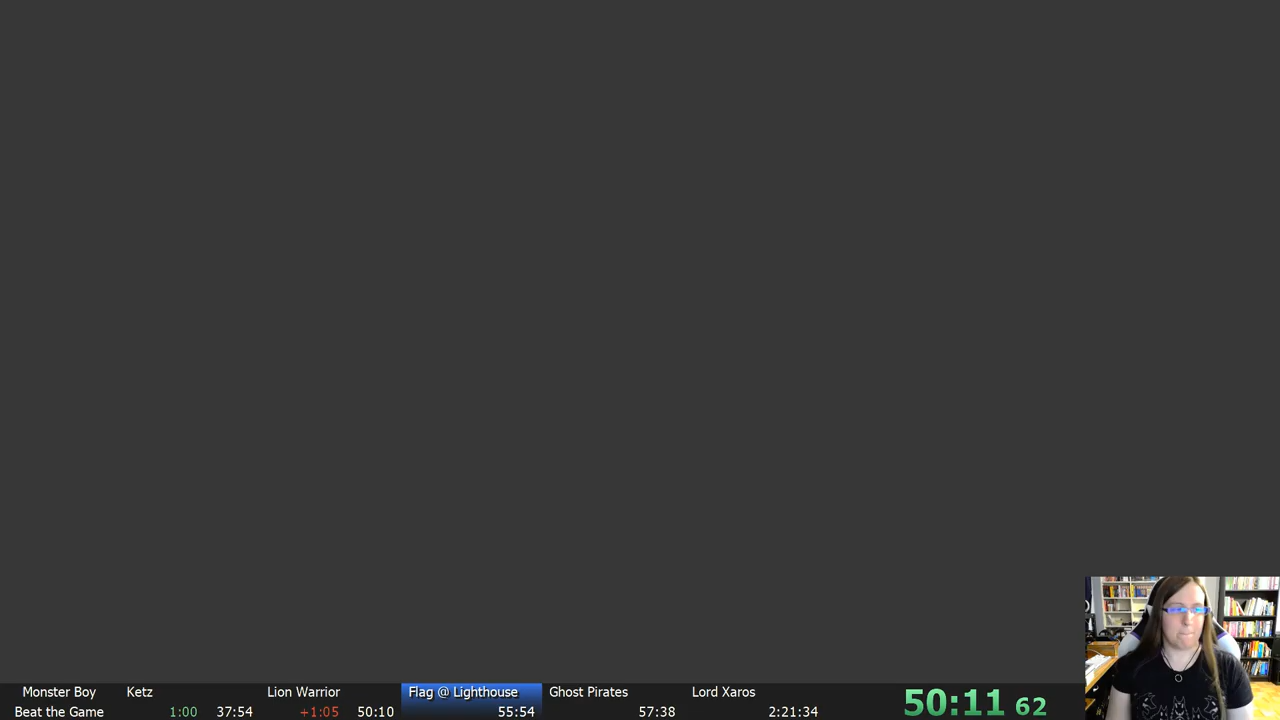 Monster Boy Ketz Lion Warrior Flag @ Lighthouse Ghost Pirates Lord Xaros
Beat the Game 1:00 37:54 +1:05 50:10 55:54 57:38 2:21:34 50:11 62